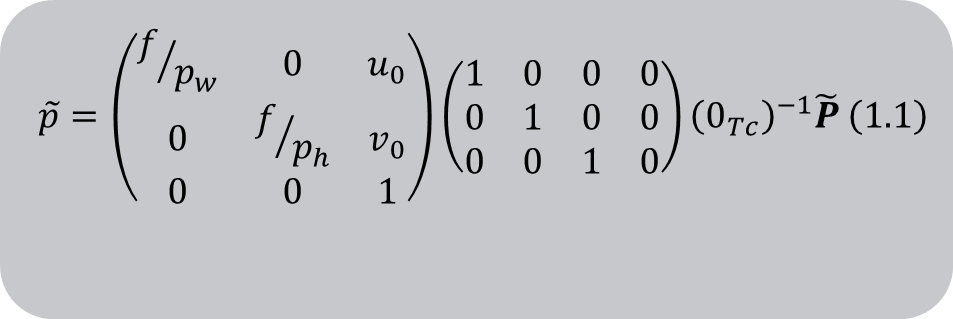 p̃ = (f/p_w 0 u_0; 0 f/p_h v_0; 0 0 1) (1 0 0 0; 0 1 0 0; 0 0 1 0) (0_{Tc})^{-1} P̃ (1.1)